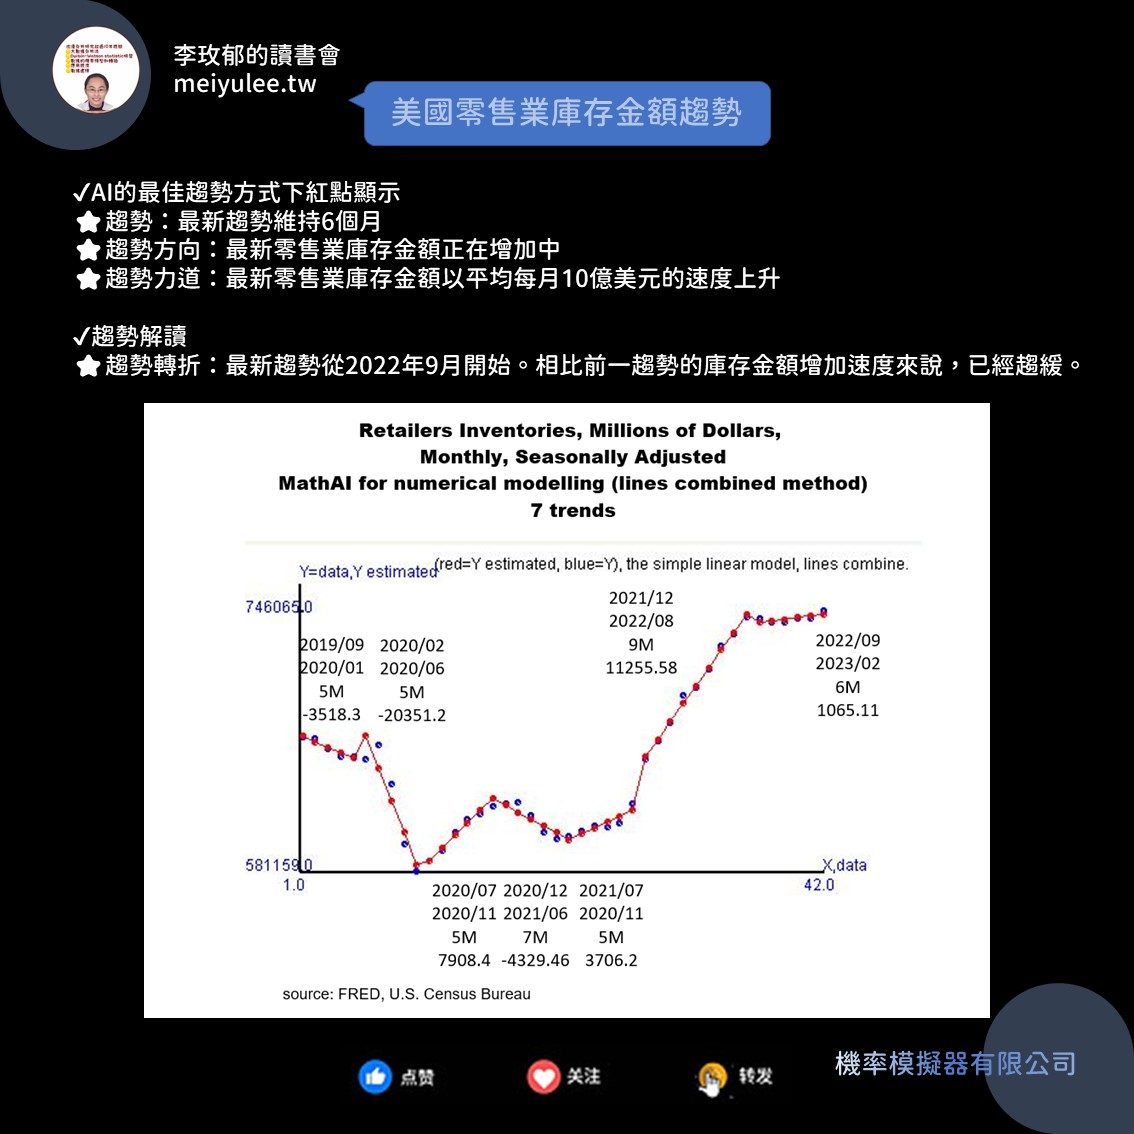 李玫郁的讀書會
meiyulee.tw
美國零售業庫存金額趨勢
✓AI的最佳趨勢方式下紅點顯示
趨勢：最新趨勢維持6個月
趨勢方向：最新零售業庫存金額正在增加中
趨勢力道：最新零售業庫存金額以平均每月10億美元的速度上升
✓趨勢解讀
趨勢轉折：最新趨勢從2022年9月開始。相比前一趨勢的庫存金額增加速度來說，已經趨緩。
Retailers Inventories, Millions of Dollars,
Monthly, Seasonally Adjusted
MathAI for numerical modelling (lines combined method)
7 trends
Y=data,Y estimated
(red=Y estimated, blue=Y), the simple linear model, lines combine.
746065.0
2019/09
2020/01
5M
-3518.3
2020/02
2020/06
5M
-20351.2
2021/12
2022/08
9M
11255.58
2022/09
2023/02
6M
1065.11
581159.0
X,data
1.0
42.0
2020/07
2020/11
5M
7908.4
2020/12
2021/06
7M
-4329.46
2021/07
2020/11
5M
3706.2
source: FRED, U.S. Census Bureau
点赞
关注
转发
機率模擬器有限公司